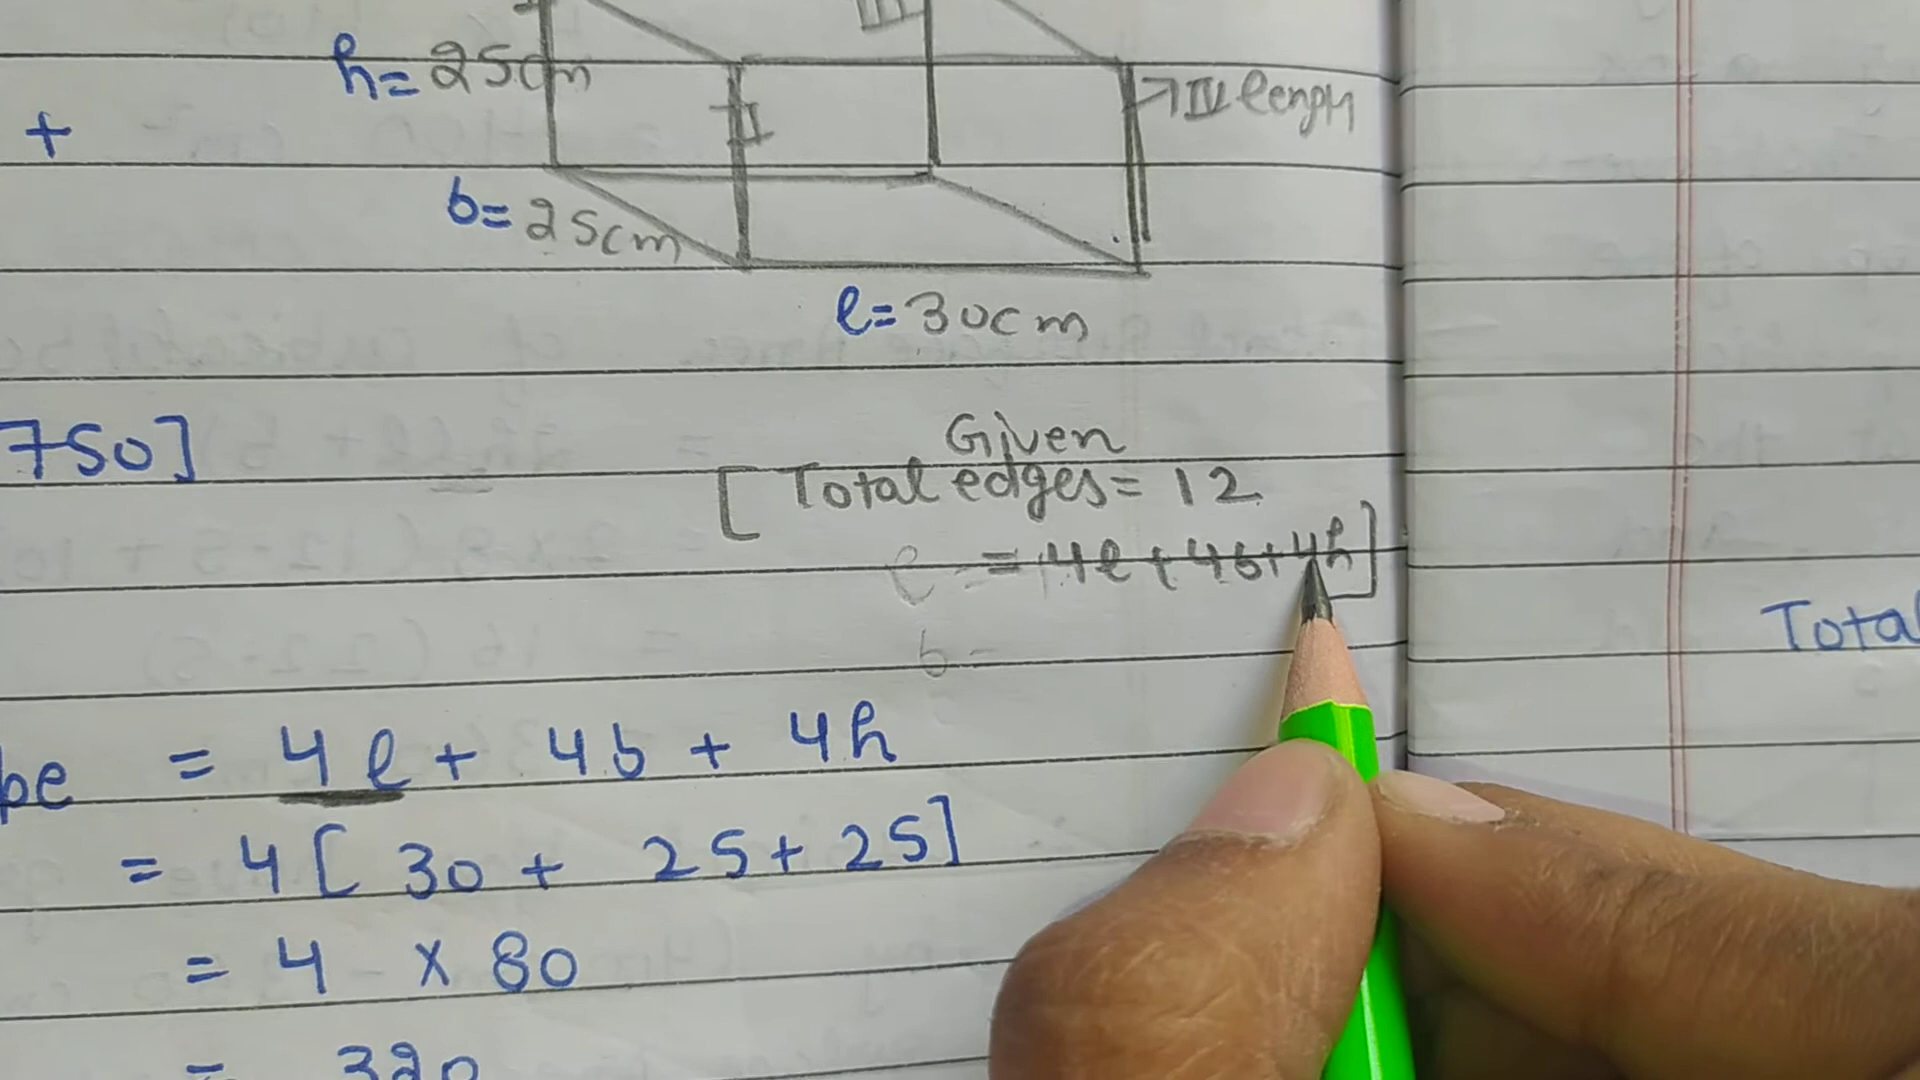 h = 25cm
II
IV length
+
b = 25cm
l = 30cm
750]
Given
[ Total edges = 12
l = 4l + 4b + 4h ]
b =
Total
be = 4l + 4b + 4h
= 4 [ 30 + 25 + 25 ]
= 4 × 80
= 320